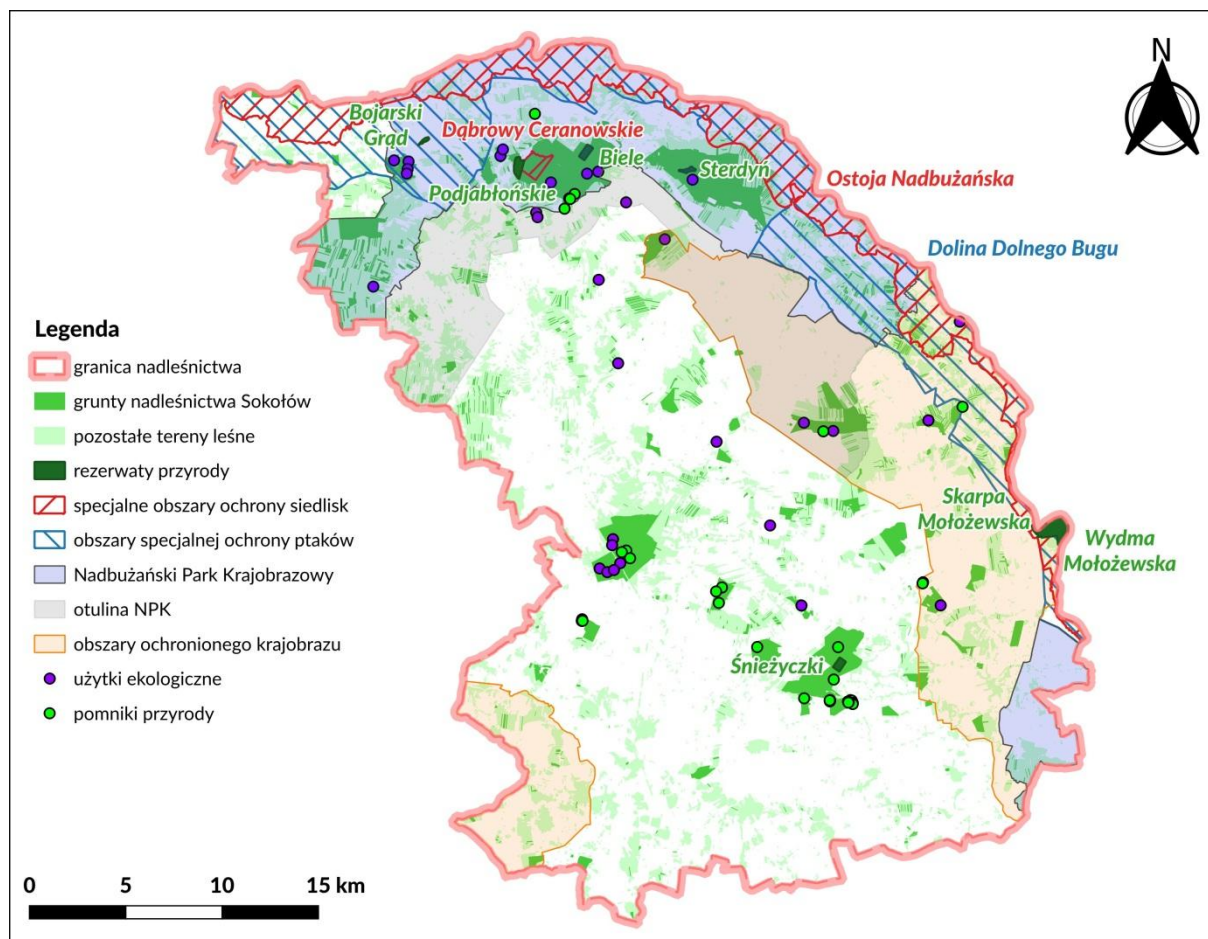 N
Bojarski
Grąd
Dąbrowy Ceranowskie
Biele
Sterdyń
Podjabłońskie
Ostoja Nadbużańska
Dolina Dolnego Bugu
Skarpa
Mołożewska
Wydma
Mołożewska
Śnieżyczki
Legenda
granica nadleśnictwa
grunty nadleśnictwa Sokołów
pozostałe tereny leśne
rezerwaty przyrody
specjalne obszary ochrony siedlisk
obszary specjalnej ochrony ptaków
Nadbużański Park Krajobrazowy
otulina NPK
obszary ochronionego krajobrazu
użytki ekologiczne
pomniki przyrody
0 5 10 15 km